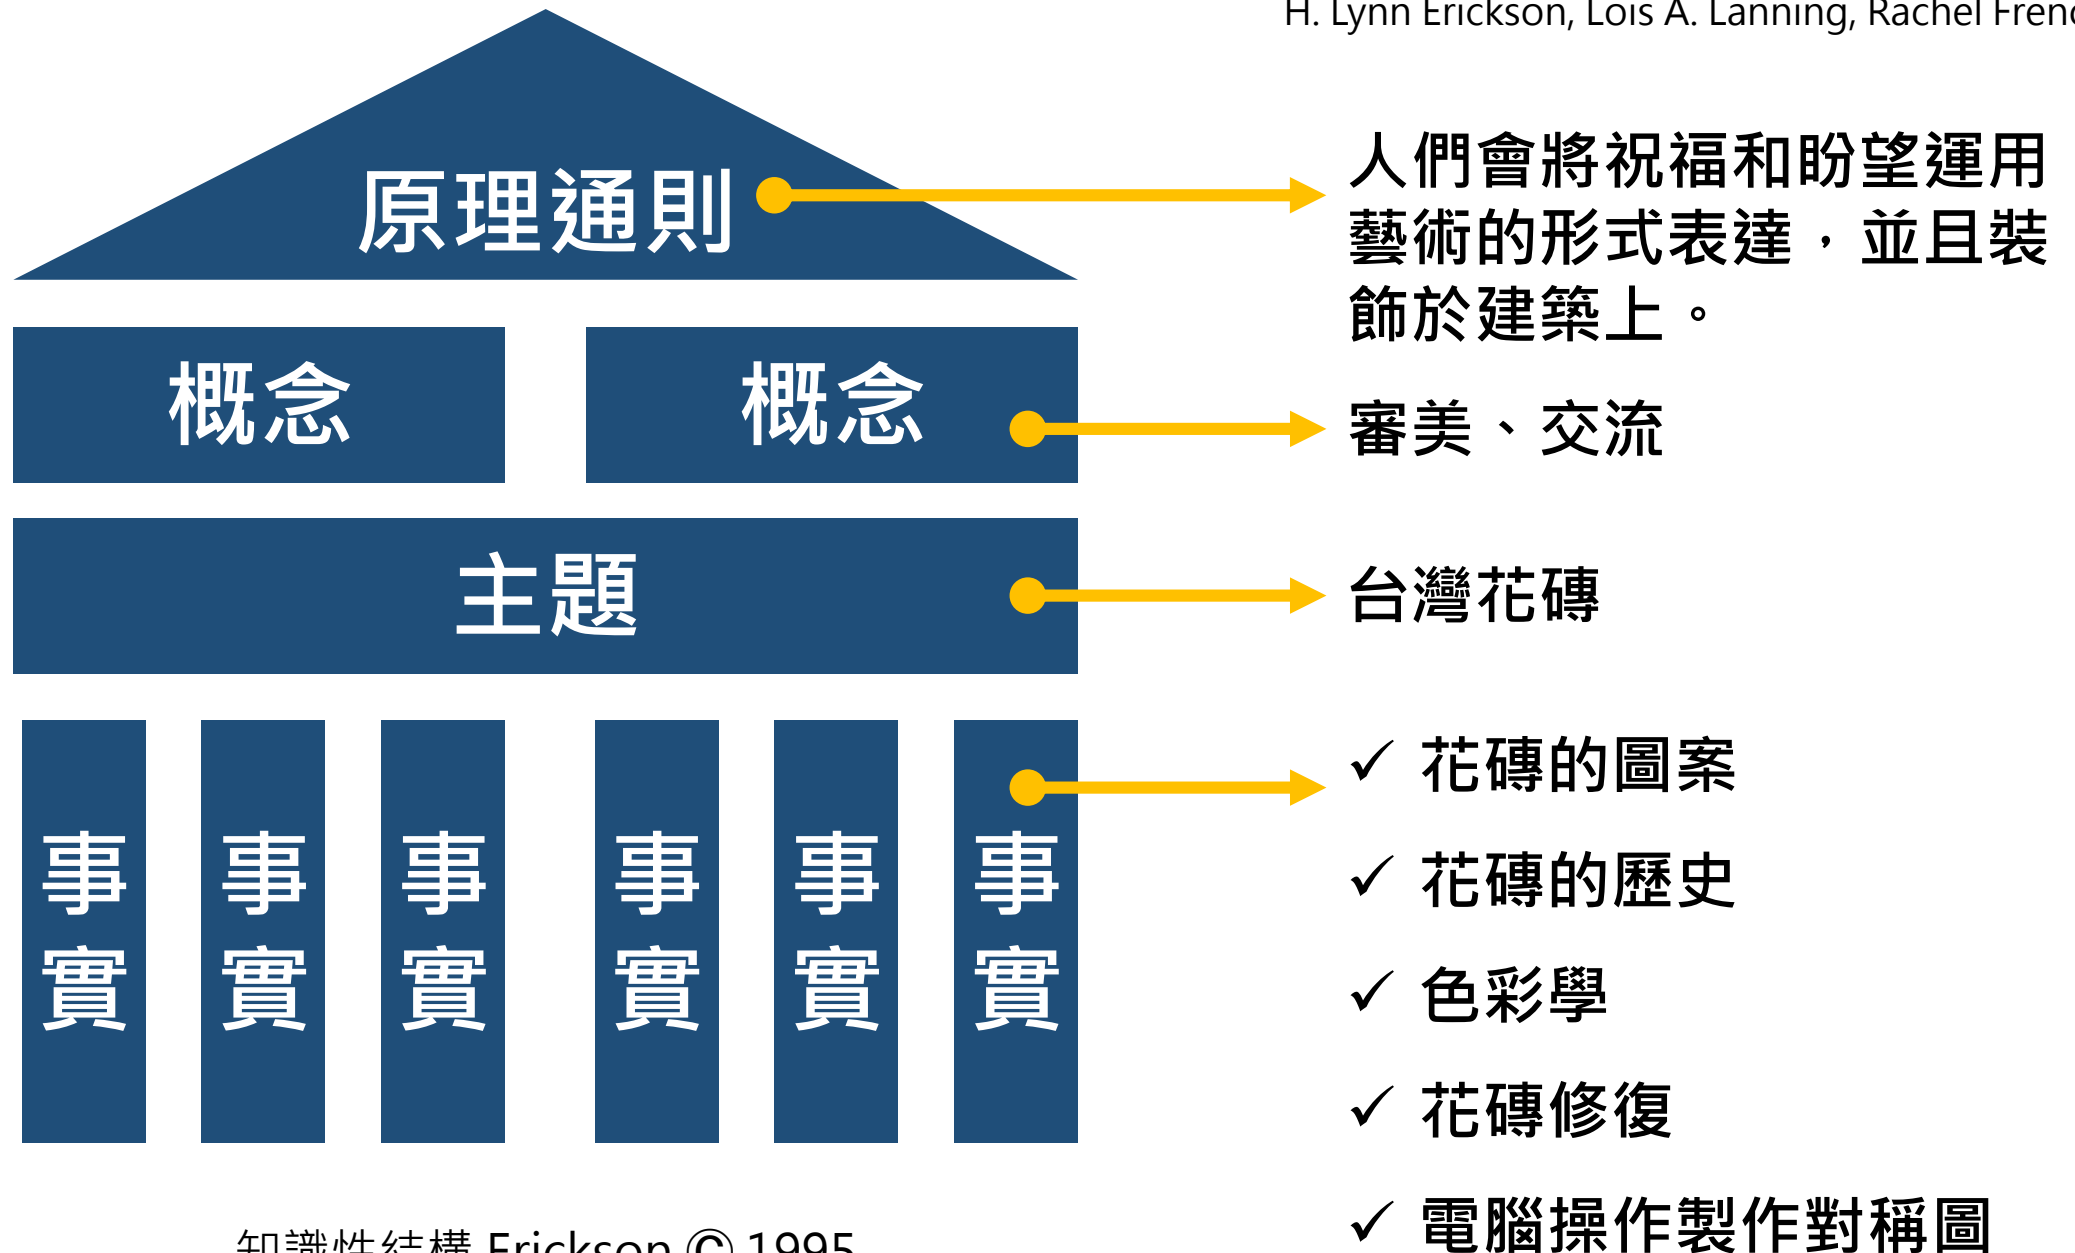 H. Lynn Erickson, Lois A. Lanning, Rachel
原理通則
人們會將祝福和盼望運用
藝術的形式表達，並且裝
飾於建築上。
概念
概念
審美、交流
主題
台灣花磚
事實
事實
事實
事實
事實
事實
✓ 花磚的圖案
✓ 花磚的歷史
✓ 色彩學
✓ 花磚修復
✓ 電腦操作製作對稱圖
知識性結構 Erickson © 1995